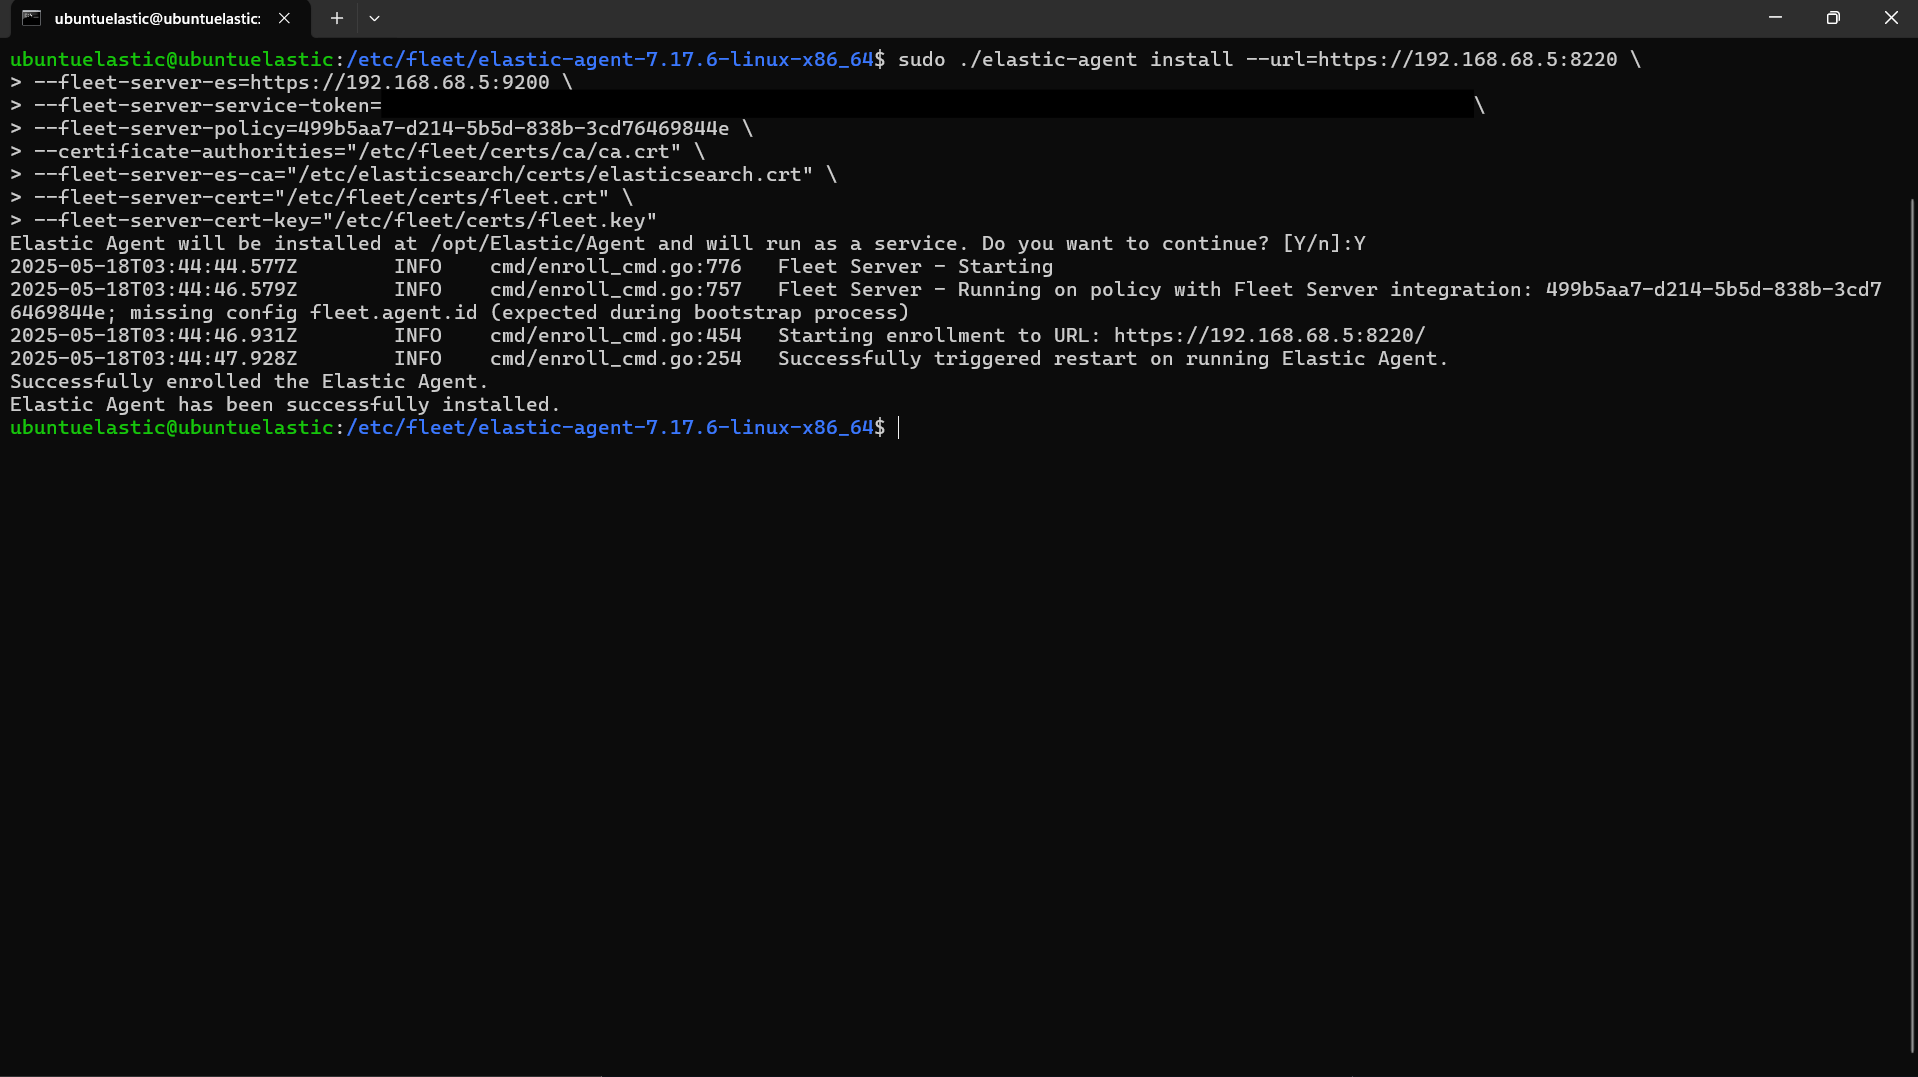 ubuntuelastic@ubuntuelastic:
ubuntuelastic@ubuntuelastic:/etc/fleet/elastic-agent-7.17.6-linux-x86_64$ sudo ./elastic-agent install --url=https://192.168.68.5:8220 \
> --fleet-server-es=https://192.168.68.5:9200 \
> --fleet-server-service-token= \
> --fleet-server-policy=499b5aa7-d214-5b5d-838b-3cd76469844e \
> --certificate-authorities="/etc/fleet/certs/ca/ca.crt" \
> --fleet-server-es-ca="/etc/elasticsearch/certs/elasticsearch.crt" \
> --fleet-server-cert="/etc/fleet/certs/fleet.crt" \
> --fleet-server-cert-key="/etc/fleet/certs/fleet.key"
Elastic Agent will be installed at /opt/Elastic/Agent and will run as a service. Do you want to continue? [Y/n]:Y
2025-05-18T03:44:44.577Z        INFO    cmd/enroll_cmd.go:776   Fleet Server - Starting
2025-05-18T03:44:46.579Z        INFO    cmd/enroll_cmd.go:757   Fleet Server - Running on policy with Fleet Server integration: 499b5aa7-d214-5b5d-838b-3cd7
6469844e; missing config fleet.agent.id (expected during bootstrap process)
2025-05-18T03:44:46.931Z        INFO    cmd/enroll_cmd.go:454   Starting enrollment to URL: https://192.168.68.5:8220/
2025-05-18T03:44:47.928Z        INFO    cmd/enroll_cmd.go:254   Successfully triggered restart on running Elastic Agent.
Successfully enrolled the Elastic Agent.
Elastic Agent has been successfully installed.
ubuntuelastic@ubuntuelastic:/etc/fleet/elastic-agent-7.17.6-linux-x86_64$